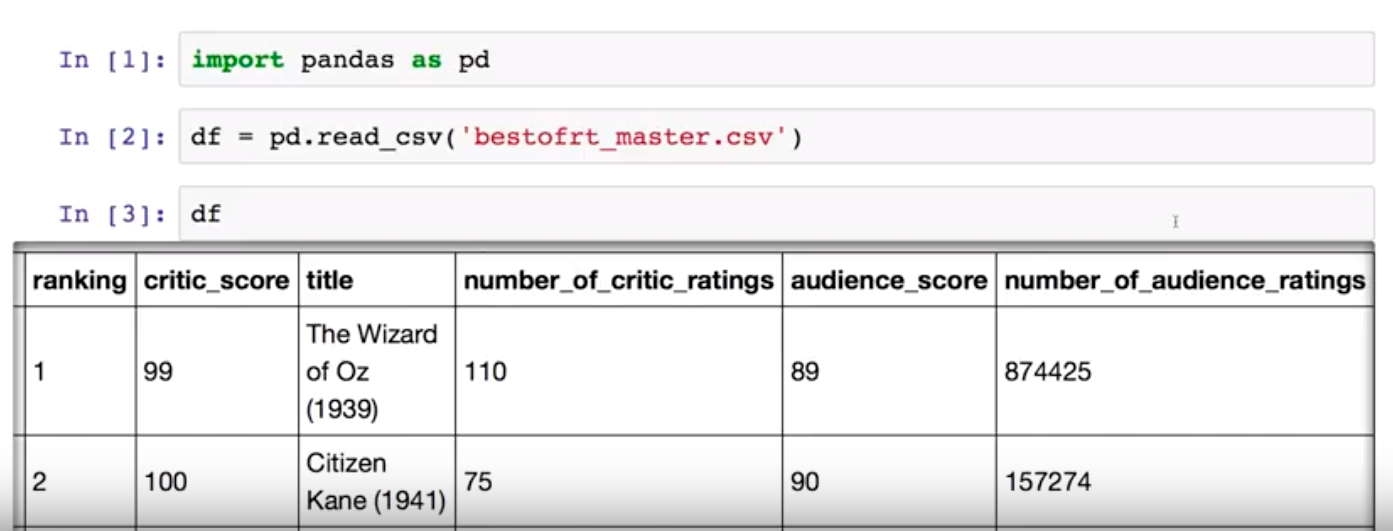 In [1]: import pandas as pd
In [2]: df = pd.read_csv('bestofrt_master.csv')
In [3]: df
ranking critic_score title number_of_critic_ratings audience_score number_of_audience_ratings
1 99 The Wizard
of Oz
(1939) 110 89 874425
2 100 Citizen
Kane (1941) 75 90 157274